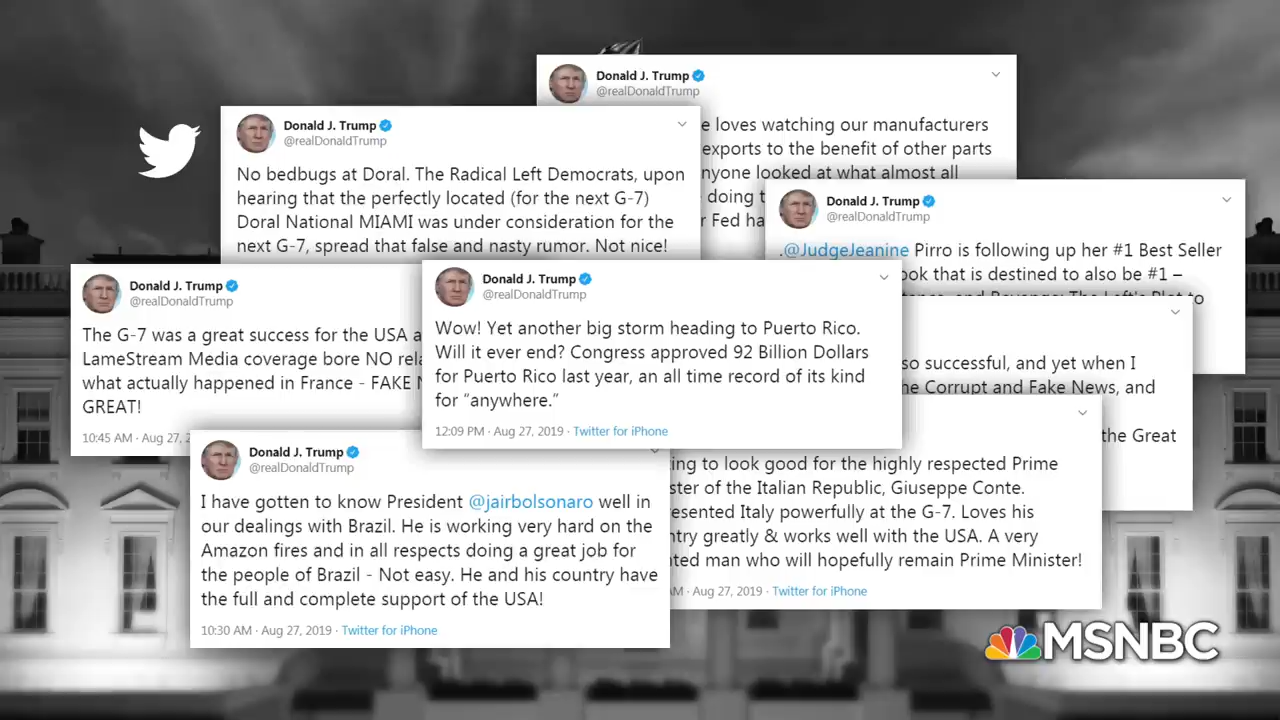 Donald J. Trump
@realDonaldTrump
e loves watching our manufacturers
exports to the benefit of other parts
nyone looked at what almost all
doing t
r Fed ha
Donald J. Trump
@realDonaldTrump
No bedbugs at Doral. The Radical Left Democrats, upon
hearing that the perfectly located (for the next G-7)
Doral National MIAMI was under consideration for the
next G-7, spread that false and nasty rumor. Not nice!
Donald J. Trump
@realDonaldTrump
.@JudgeJeanine Pirro is following up her #1 Best Seller
ook that is destined to also be #1 –
and Revenge: The Left's Plot to
Donald J. Trump
@realDonaldTrump
The G-7 was a great success for the USA a
LameStream Media coverage bore NO rela
what actually happened in France - FAKE N
GREAT!
10:45 AM · Aug 27, 2
Donald J. Trump
@realDonaldTrump
Wow! Yet another big storm heading to Puerto Rico.
Will it ever end? Congress approved 92 Billion Dollars
for Puerto Rico last year, an all time record of its kind
for “anywhere.”
12:09 PM · Aug 27, 2019 · Twitter for iPhone
so successful, and yet when I
he Corrupt and Fake News, and
the Great
Donald J. Trump
@realDonaldTrump
I have gotten to know President @jairbolsonaro well in
our dealings with Brazil. He is working very hard on the
Amazon fires and in all respects doing a great job for
the people of Brazil - Not easy. He and his country have
the full and complete support of the USA!
10:30 AM · Aug 27, 2019 · Twitter for iPhone
ing to look good for the highly respected Prime
ster of the Italian Republic, Giuseppe Conte.
resented Italy powerfully at the G-7. Loves his
ntry greatly & works well with the USA. A very
nted man who will hopefully remain Prime Minister!
AM · Aug 27, 2019 · Twitter for iPhone
MSNBC